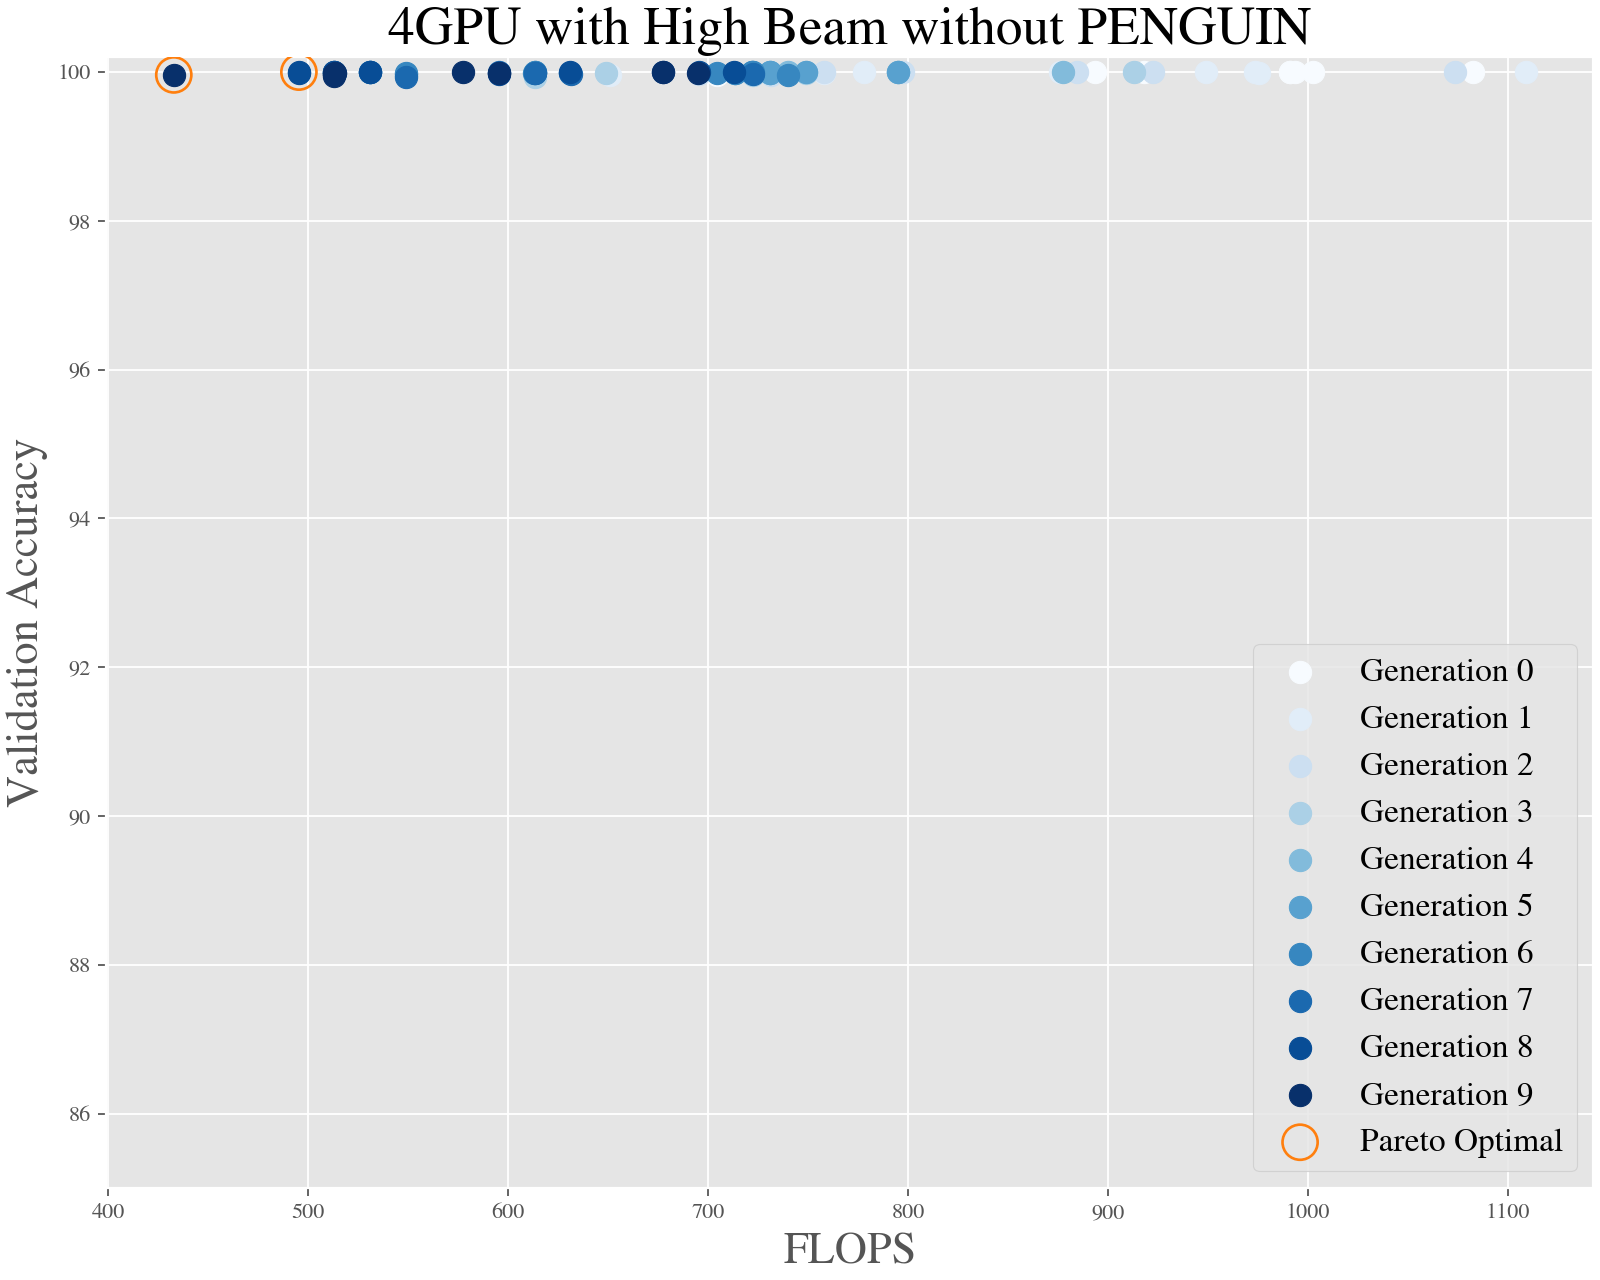 4GPU with High Beam without PENGUIN
100
98
96
94
92
90
88
86
Validation Accuracy
Generation 0
Generation 1
Generation 2
Generation 3
Generation 4
Generation 5
Generation 6
Generation 7
Generation 8
Generation 9
Pareto Optimal
400 500 600 700 800 900 1000 1100
FLOPS